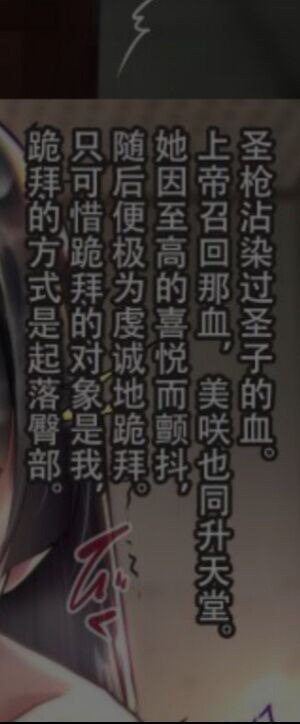 圣枪沾染过圣子的血。
上帝召回那血，美咲也同升天堂。
她因至高的喜悦而颤抖，
随后便极为虔诚地跪拜。
只可惜跪拜的对象是我，
跪拜的方式是起落臀部。